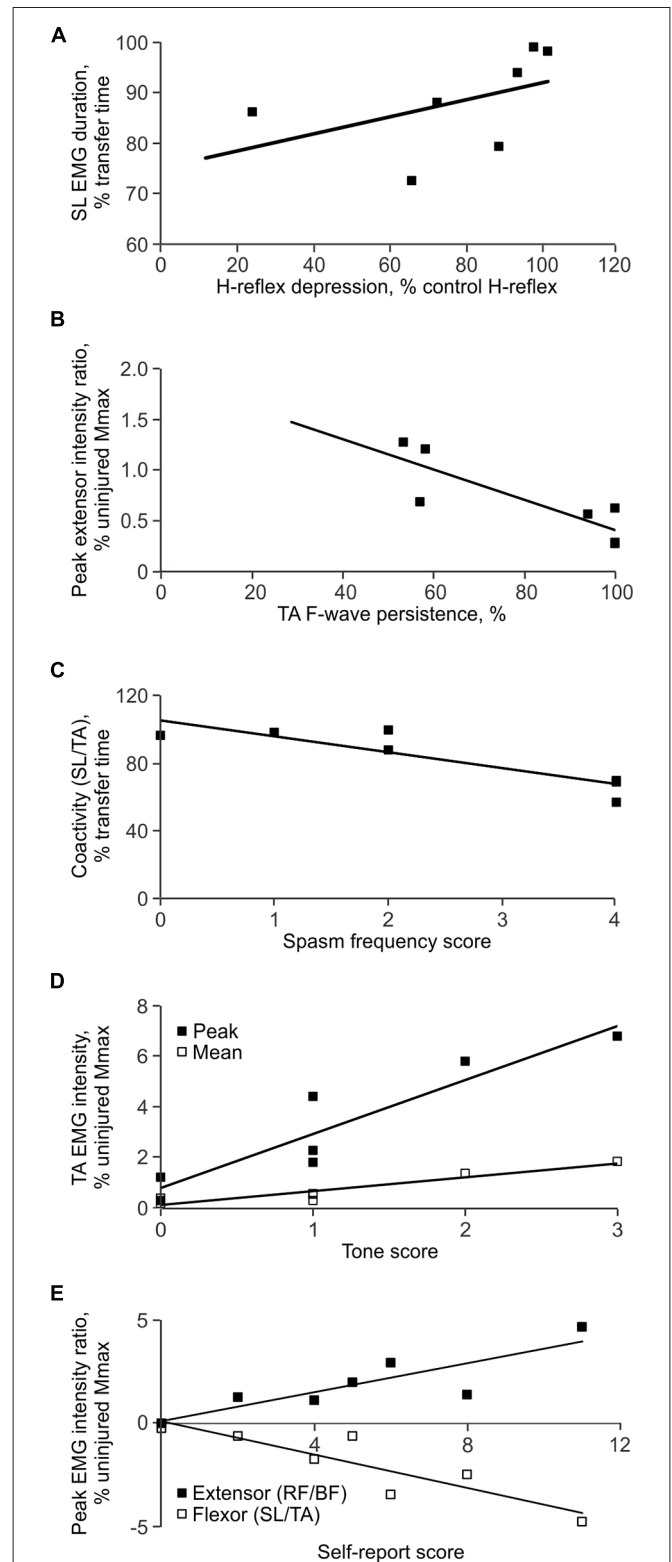 A
SL EMG duration,
% transfer time
100
90
80
70
60
0 20 40 60 80 100 120
H-reflex depression, % control H-reflex
B
Peak extensor intensity ratio,
% uninjured Mmax
2.0
1.5
1.0
0.5
0
0 20 40 60 80 100
TA F-wave persistence, %
C
Coactivity (SL/TA),
% transfer time
120
80
40
0
0 1 2 3 4
Spasm frequency score
D
TA EMG intensity,
% uninjured Mmax
8
6
4
2
0
Peak
Mean
0 1 2 3
Tone score
E
Peak EMG intensity ratio,
% uninjured Mmax
5
0
-5
4 8 12
Extensor (RF/BF)
Flexor (SL/TA)
Self-report score